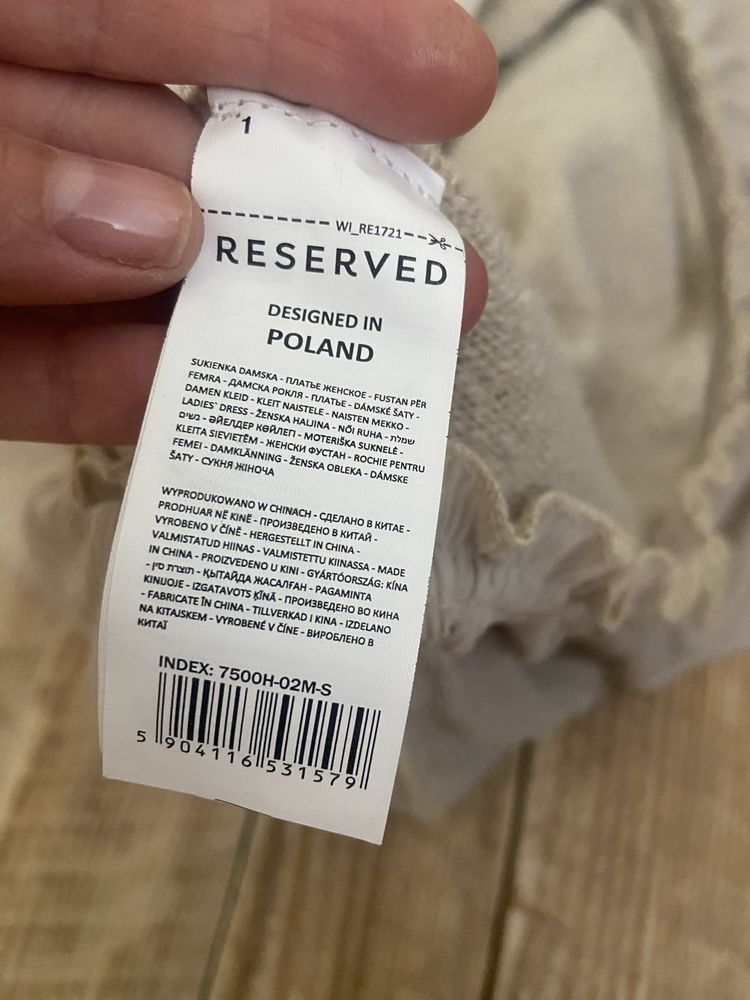 1
WI_RE1721
RESERVED
DESIGNED IN
POLAND
SUKIENKA DAMSKA - ПЛАТЬЕ ЖЕНСКОЕ - FUSTAN PËR
FEMRA - ДАМСКА РОКЛЯ - ПЛАТЬЕ - DÁMSKÉ ŠATY -
DAMEN KLEID - KLEIT NAISTELE - NAISTEN MEKKO -
LADIES` DRESS - ŽENSKA HALJINA - NŐI RUHA - שמלת
נשים - ӘЙЕЛДЕР КӨЙЛЕГІ - MOTERIŠKA SUKNELĖ -
KLEITA SIEVIETĒM - ЖЕНСКИ ФУСТАН - ROCHIE PENTRU
FEMEI - DAMKLÄNNING - ŽENSKA OBLEKA - DÁMSKE
ŠATY - СУКНЯ ЖІНОЧА
WYPRODUKOWANO W CHINACH - СДЕЛАНО В КИТАЕ -
PRODHUAR NË KINË - ПРОИЗВЕДЕНО В КИТАЙ -
VYROBENO V ČÍNĚ - HERGESTELLT IN CHINA -
VALMISTATUD HIINAS - VALMISTETTU KIINASSA - MADE
IN CHINA - PROIZVEDENO U KINI - GYÁRTÓORSZÁG: KÍNA
- תוצרת סין - ҚЫТАЙДА ЖАСАЛҒАН - PAGAMINTA
KINIJOJE - IZGATAVOTS ĶĪNĀ - ПРОИЗВЕДЕНО ВО КИНА
- FABRICATE ÎN CHINA - TILLVERKAD I KINA - IZDELANO
NA KITAJSKEM - VYROBENÉ V ČÍNE - ВИРОБЛЕНО В
КИТАЇ
INDEX: 7500H-02M-S
5 904116 531579